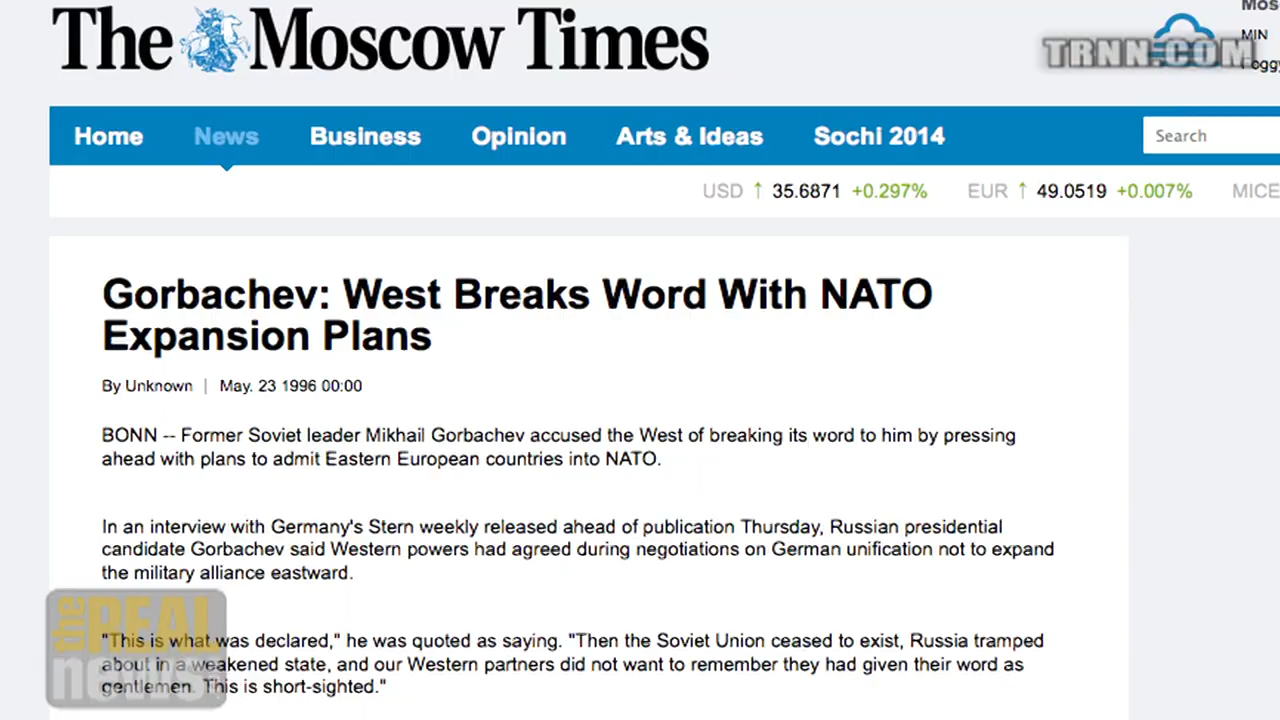 The Moscow Times
Mos
MIN
TRNN.COM
Foggy
Home News Business Opinion Arts & Ideas Sochi 2014 Search
USD ↑ 35.6871 +0.297% EUR ↑ 49.0519 +0.007% MICE
Gorbachev: West Breaks Word With NATO
Expansion Plans
By Unknown | May. 23 1996 00:00
BONN -- Former Soviet leader Mikhail Gorbachev accused the West of breaking its word to him by pressing
ahead with plans to admit Eastern European countries into NATO.
In an interview with Germany's Stern weekly released ahead of publication Thursday, Russian presidential
candidate Gorbachev said Western powers had agreed during negotiations on German unification not to expand
the military alliance eastward.
"This is what was declared," he was quoted as saying. "Then the Soviet Union ceased to exist, Russia tramped
about in a weakened state, and our Western partners did not want to remember they had given their word as
gentlemen. This is short-sighted."
the REAL
news